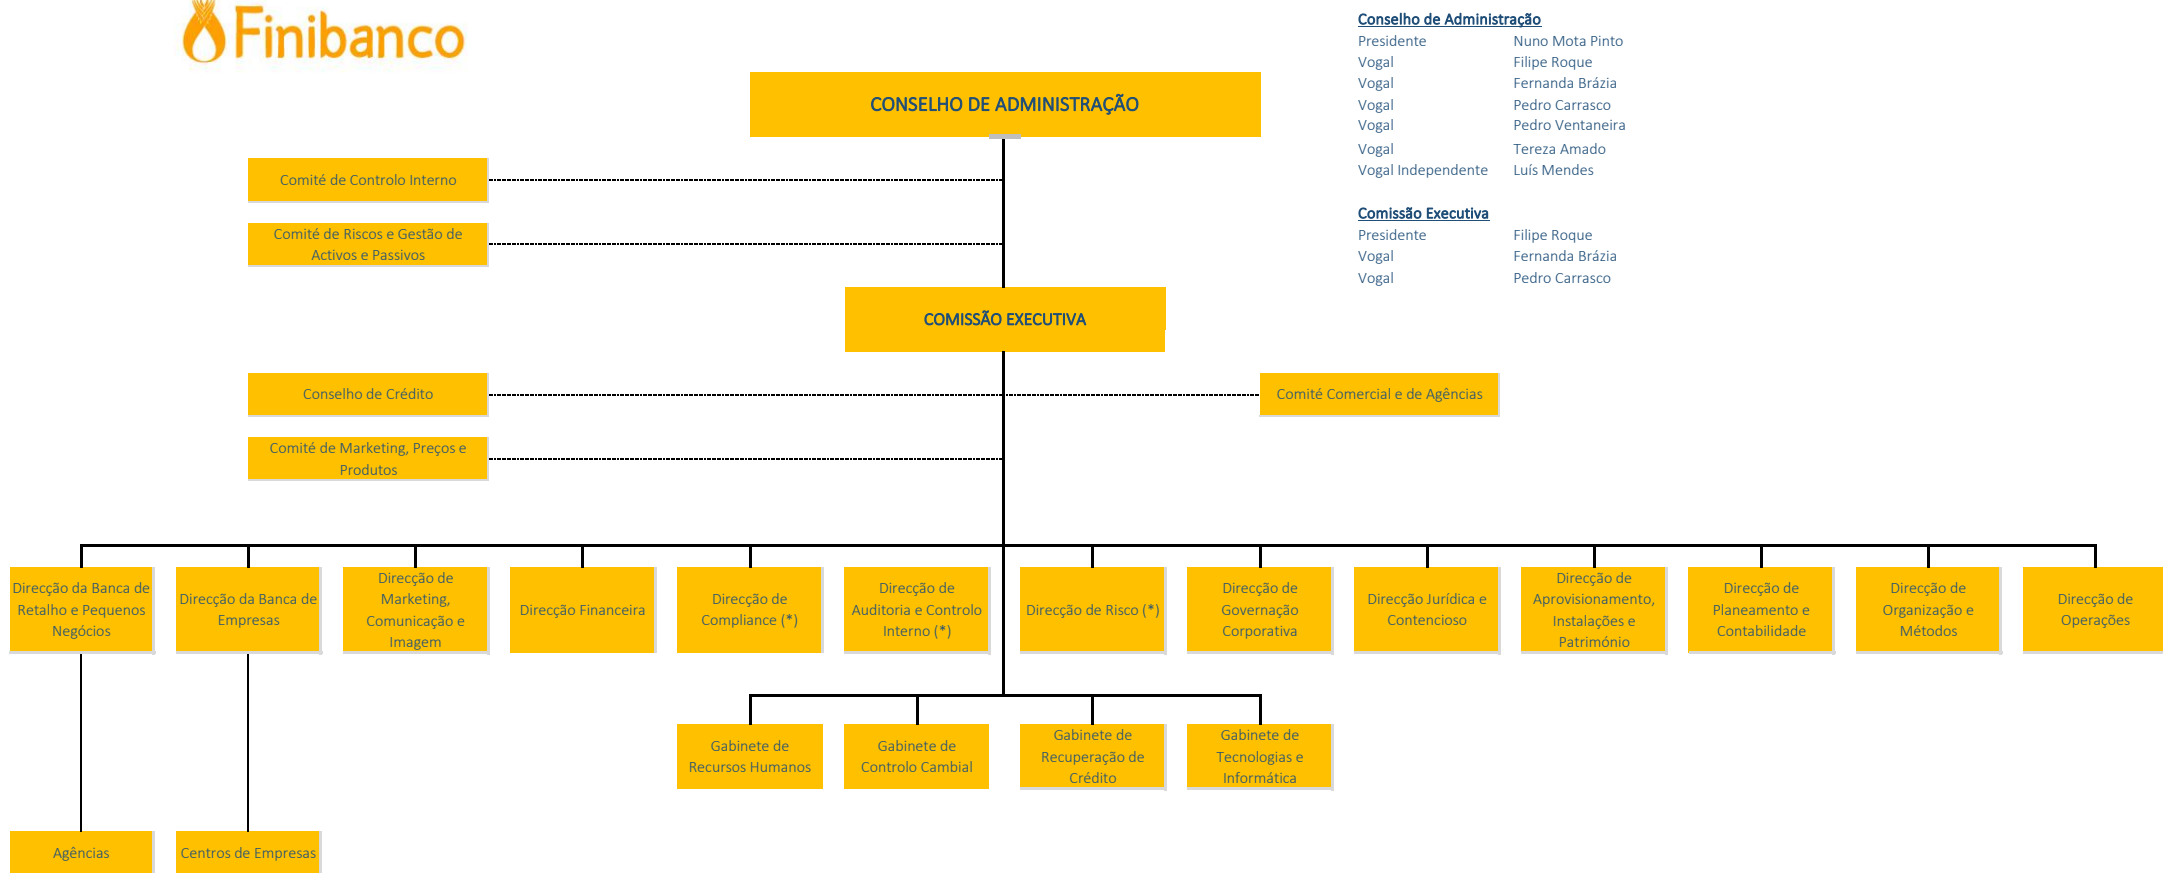 Finibanco
Conselho de Administração
Presidente Nuno Mota Pinto
Vogal Filipe Roque
Vogal Fernanda Brázia
Vogal Pedro Carrasco
Vogal Pedro Ventaneira
Vogal Tereza Amado
Vogal Independente Luís Mendes
Comissão Executiva
Presidente Filipe Roque
Vogal Fernanda Brázia
Vogal Pedro Carrasco
CONSELHO DE ADMINISTRAÇÃO
Comité de Controlo Interno
Comité de Riscos e Gestão de
Activos e Passivos
COMISSÃO EXECUTIVA
Conselho de Crédito
Comité Comercial e de Agências
Comité de Marketing, Preços e
Produtos
Direcção da Banca de
Retalho e Pequenos
Negócios
Direcção da Banca de
Empresas
Direcção de
Marketing,
Comunicação e
Imagem
Direcção Financeira
Direcção de
Compliance (*)
Direcção de
Auditoria e Controlo
Interno (*)
Direcção de Risco (*)
Direcção de
Governação
Corporativa
Direcção Jurídica e
Contencioso
Direcção de
Aprovisionamento,
Instalações e
Património
Direcção de
Planeamento e
Contabilidade
Direcção de
Organização e
Métodos
Direcção de
Operações
Gabinete de
Recursos Humanos
Gabinete de
Controlo Cambial
Gabinete de
Recuperação de
Crédito
Gabinete de
Tecnologias e
Informática
Agências
Centros de Empresas